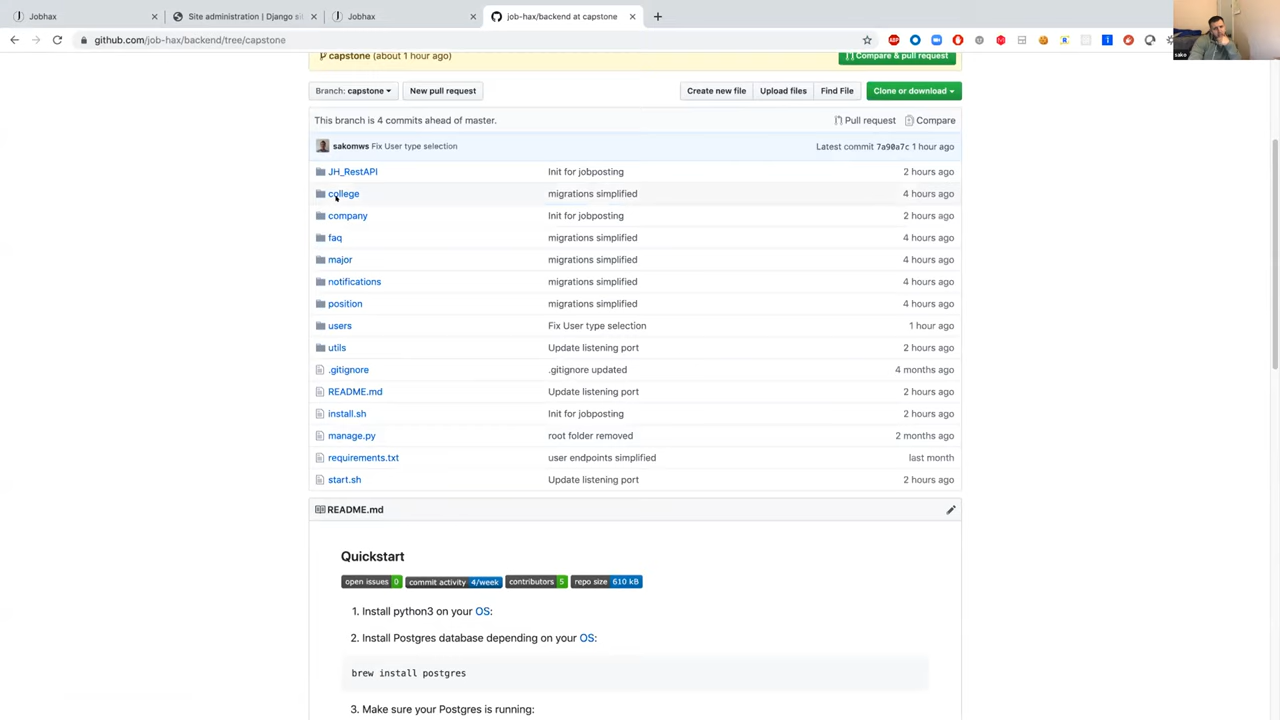 Jobhax
Site administration | Django si
Jobhax
job-hax/backend at capstone
github.com/job-hax/backend/tree/capstone
sako
capstone (about 1 hour ago)
Compare & pull request
Branch: capstone
New pull request
Create new file
Upload files
Find File
Clone or download
This branch is 4 commits ahead of master.
Pull request
Compare
sakomws Fix User type selection
Latest commit 7a90a7c 1 hour ago
JH_RestAPI Init for jobposting 2 hours ago
college migrations simplified 4 hours ago
company Init for jobposting 2 hours ago
faq migrations simplified 4 hours ago
major migrations simplified 4 hours ago
notifications migrations simplified 4 hours ago
position migrations simplified 4 hours ago
users Fix User type selection 1 hour ago
utils Update listening port 2 hours ago
.gitignore .gitignore updated 4 months ago
README.md Update listening port 2 hours ago
install.sh Init for jobposting 2 hours ago
manage.py root folder removed 2 months ago
requirements.txt user endpoints simplified last month
start.sh Update listening port 2 hours ago
README.md
Quickstart
open issues 0 commit activity 4/week contributors 5 repo size 610 kB
1. Install python3 on your OS:
2. Install Postgres database depending on your OS:
brew install postgres
3. Make sure your Postgres is running: